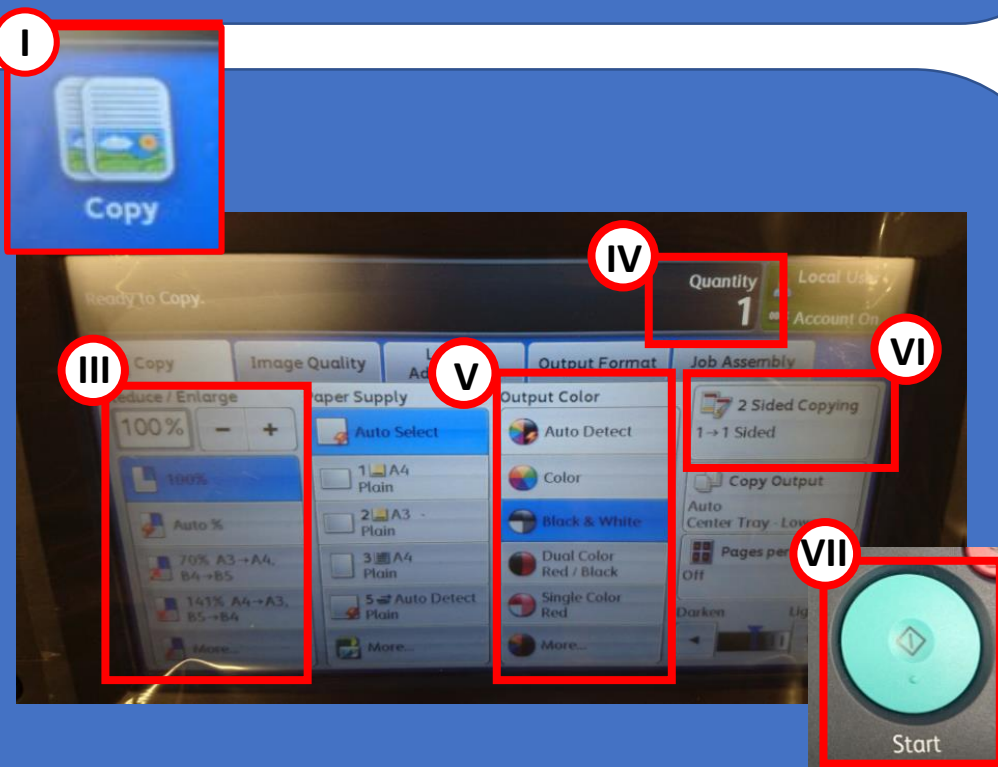 I
Copy
IV
Quantity
1
Local User
Account On
Ready to Copy.
III
V
VI
Copy
Image Quality
Output Format
Job Assembly
Reduce / Enlarge
100%
-
+
100%
Auto %
70% A3→A4,
B4→B5
141% A4→A3,
B5→B4
More...
Paper Supply
Auto Select
1 A4
Plain
2 A3 -
Plain
3 A4
Plain
5 Auto Detect
Plain
More...
Output Color
Auto Detect
Color
Black & White
Dual Color
Red / Black
Single Color
Red
More...
2 Sided Copying
1→1 Sided
Copy Output
Auto
Center Tray - Low
Pages per
Off
Darken
VII
Start